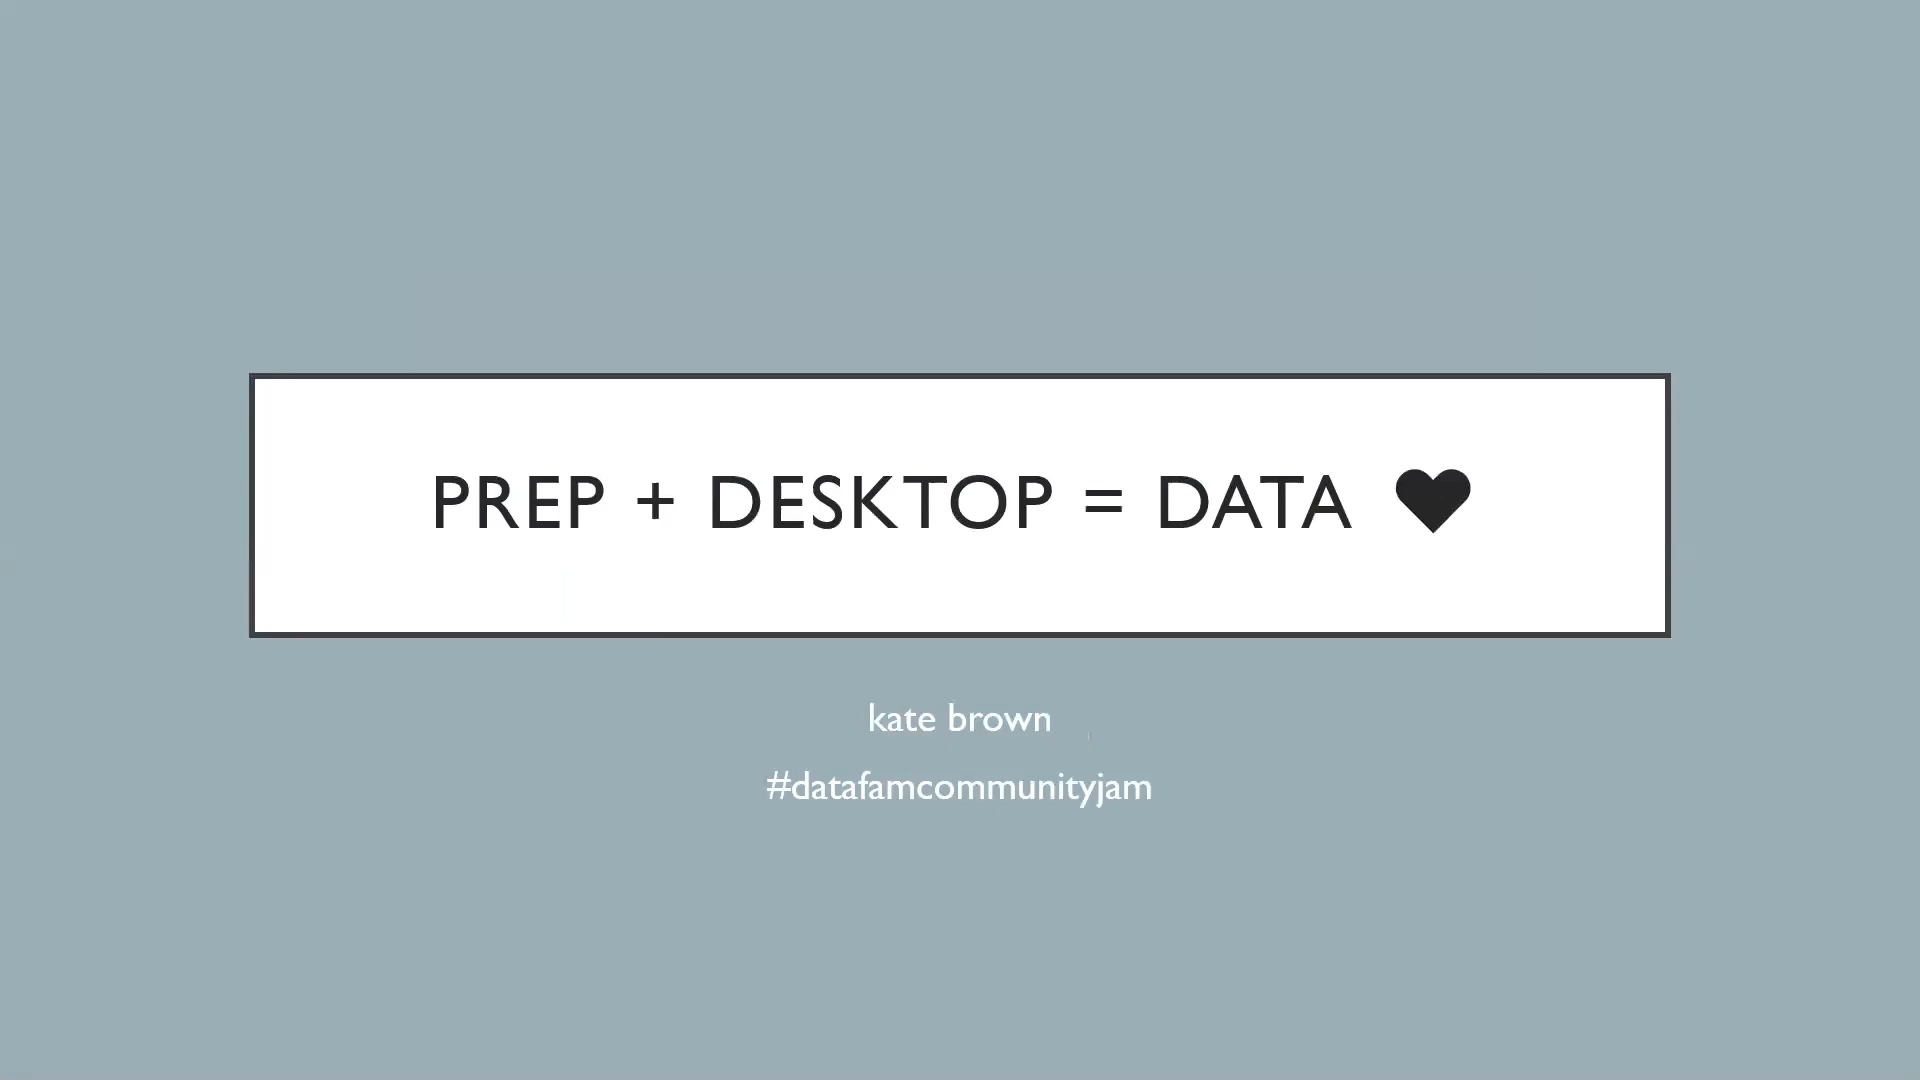 PREP + DESKTOP = DATA ♥
kate brown
#datafamcommunityjam